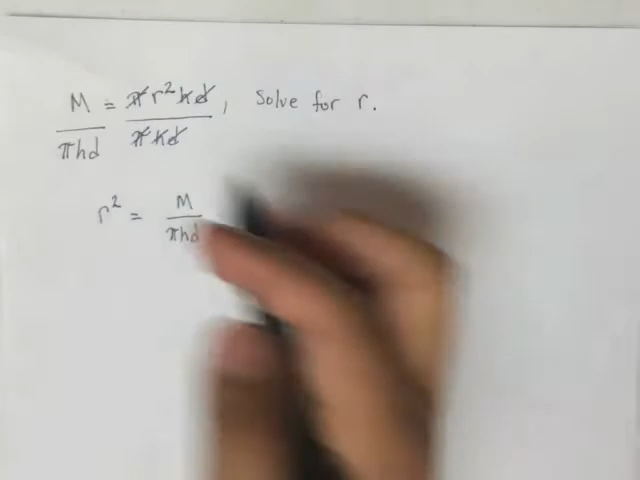 M/πhd = πr²hd/πhd, Solve for r.
r² = M/πhd